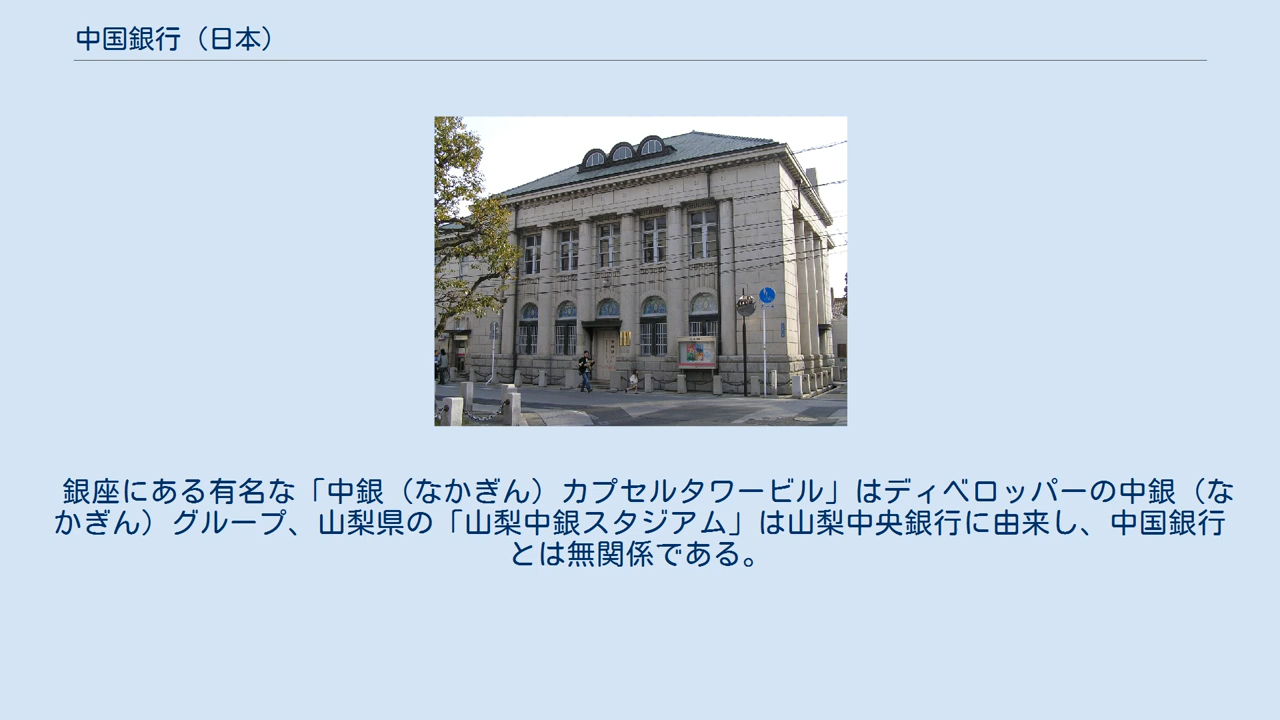 中国銀行（日本）
銀座にある有名な「中銀（なかぎん）カプセルタワービル」はディベロッパーの中銀（な
かぎん）グループ、山梨県の「山梨中銀スタジアム」は山梨中央銀行に由来し、中国銀行
とは無関係である。